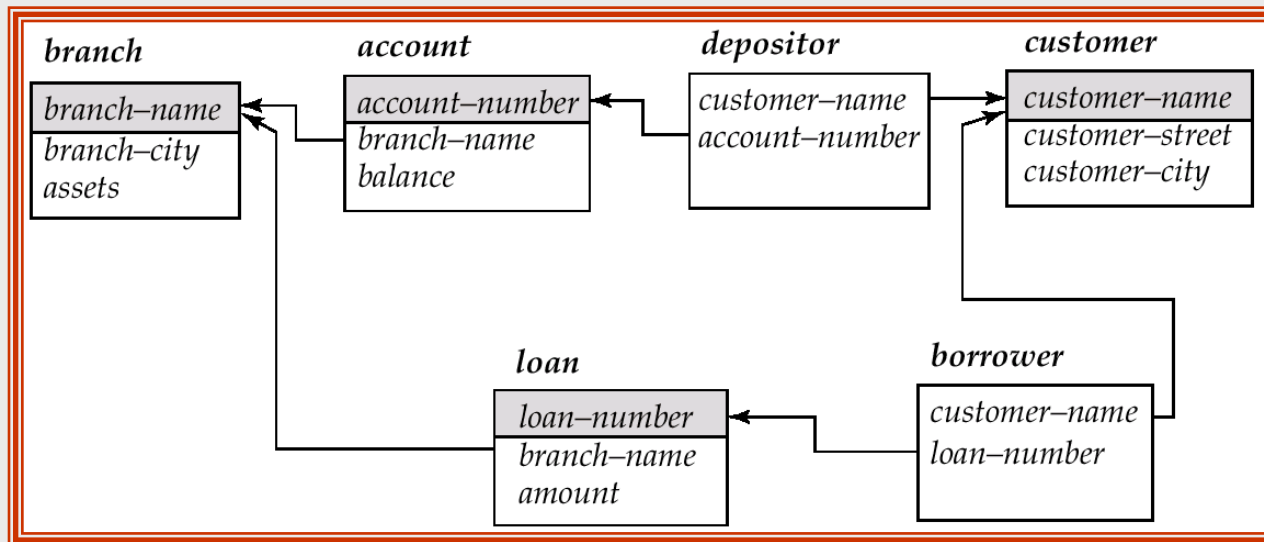 branch
branch–name
branch–city
assets
account
account–number
branch–name
balance
depositor
customer–name
account–number
customer
customer–name
customer–street
customer–city
loan
loan–number
branch–name
amount
borrower
customer–name
loan–number